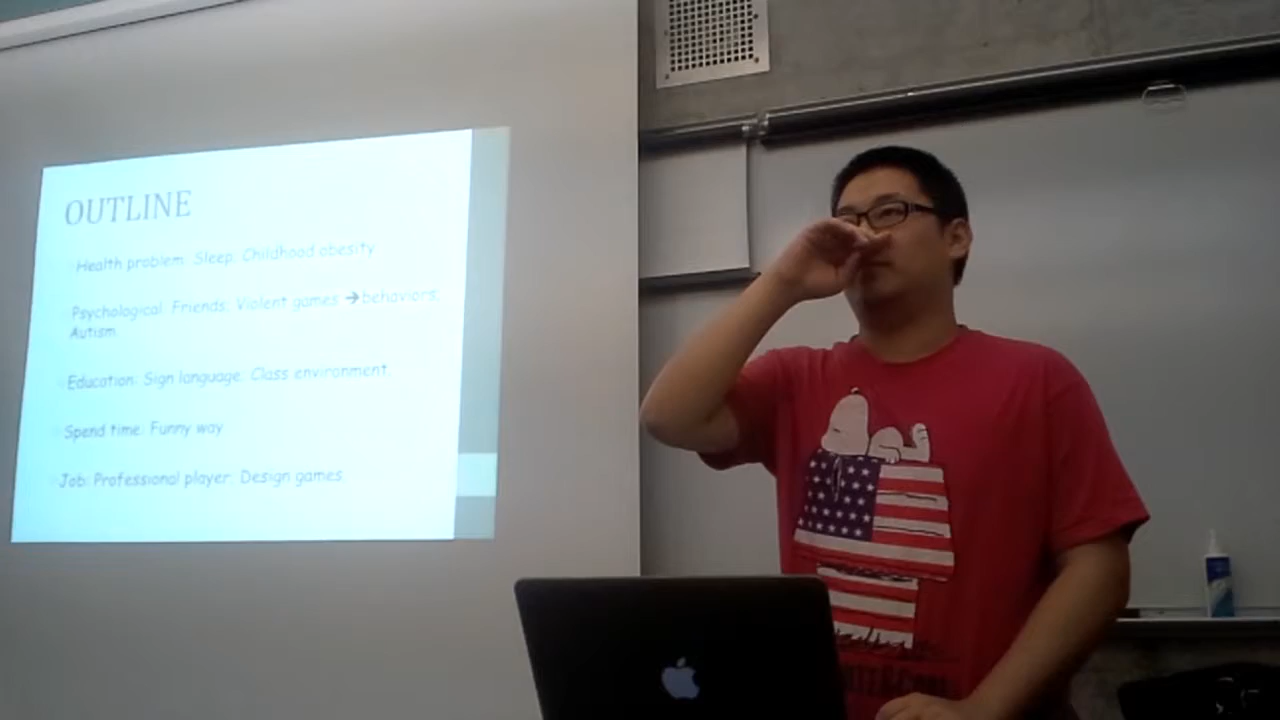 OUTLINE
Health problem: Sleep; Childhood obesity
Psychological: Friends; Violent games → behaviors;
Autism
Education: Sign language; Class environment
Spend time: Funny way
Job: Professional player; Design games